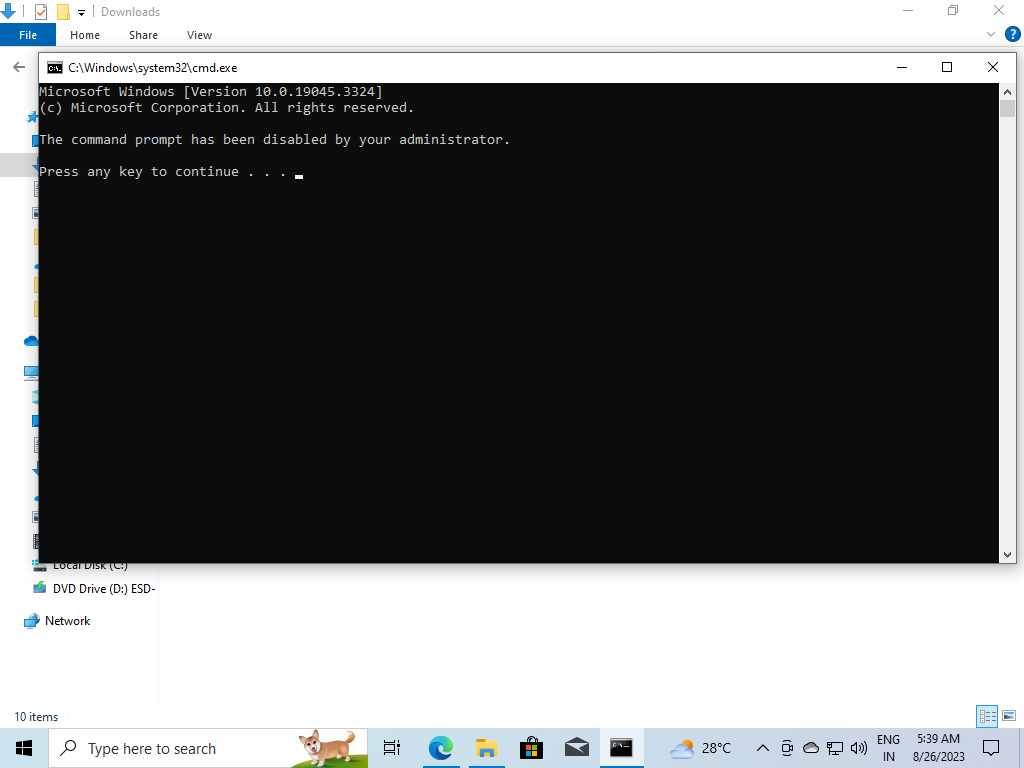 Downloads
File Home Share View
C:\Windows\system32\cmd.exe
Microsoft Windows [Version 10.0.19045.3324]
(c) Microsoft Corporation. All rights reserved.
The command prompt has been disabled by your administrator.
Press any key to continue . . .
Local Disk (C:)
DVD Drive (D:) ESD-
Network
10 items
Type here to search
28°C
ENG
IN
5:39 AM
8/26/2023